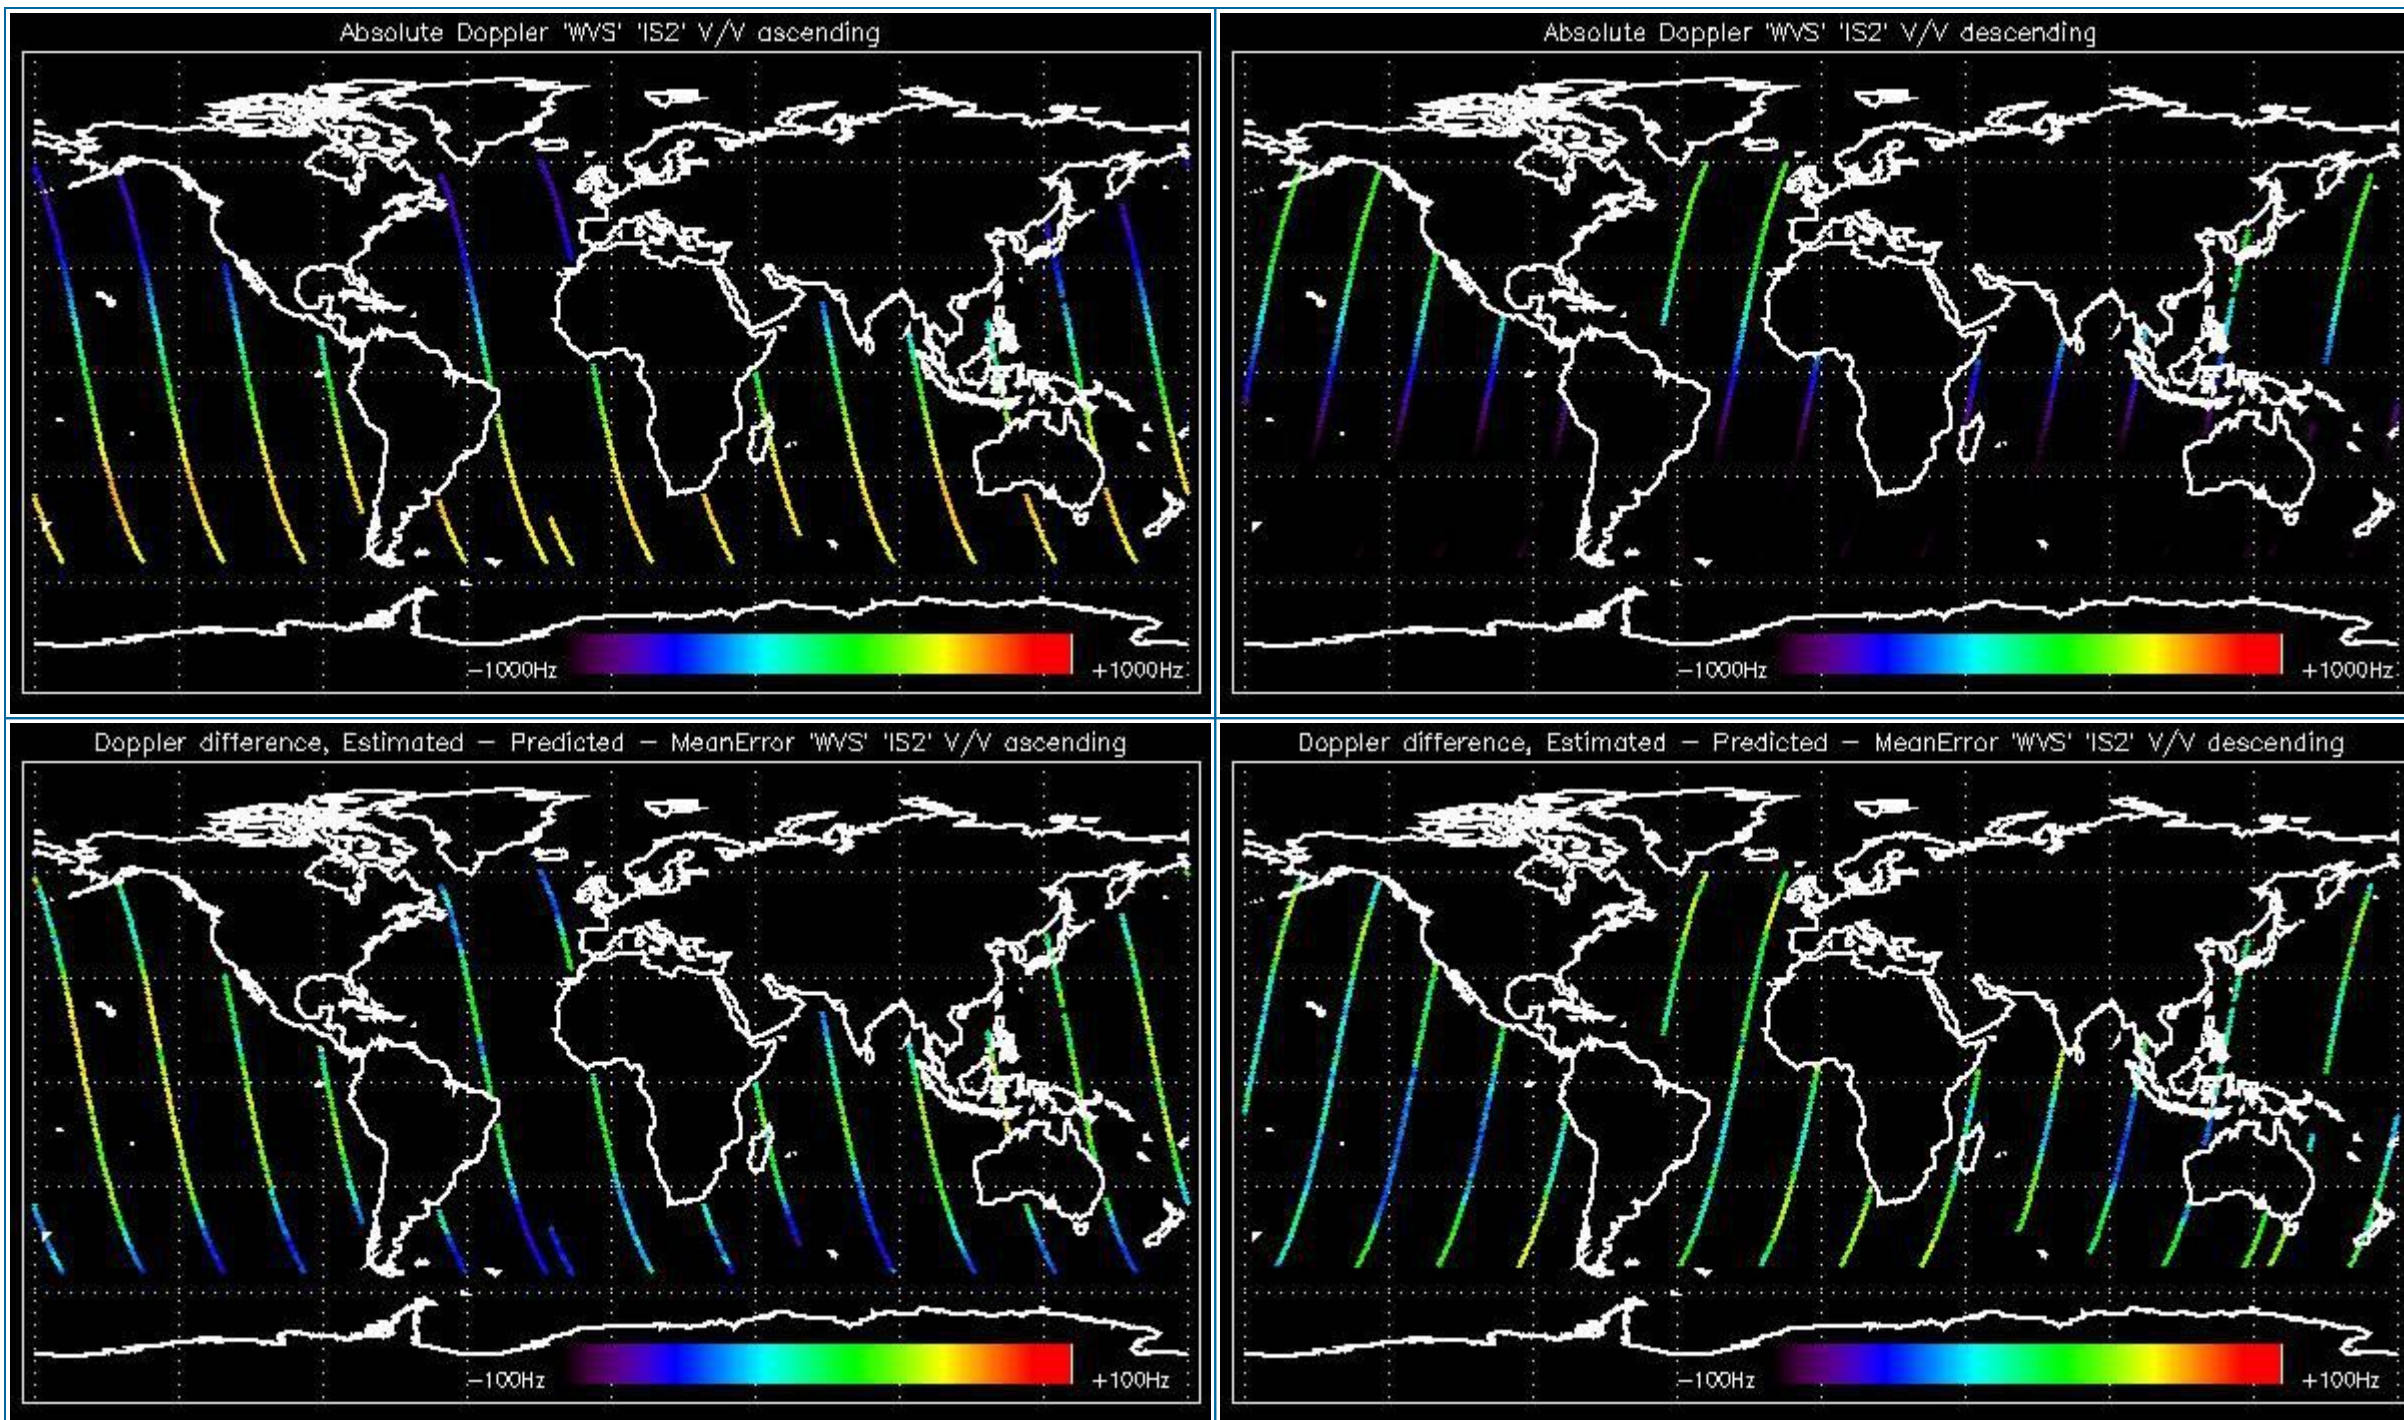 Absolute Doppler 'WVS' 'IS2' V/V ascending
-1000Hz
+1000Hz
Absolute Doppler 'WVS' 'IS2' V/V descending
-1000Hz
+1000Hz
Doppler difference, Estimated - Predicted - MeanError 'WVS' 'IS2' V/V ascending
-100Hz
+100Hz
Doppler difference, Estimated - Predicted - MeanError 'WVS' 'IS2' V/V descending
-100Hz
+100Hz